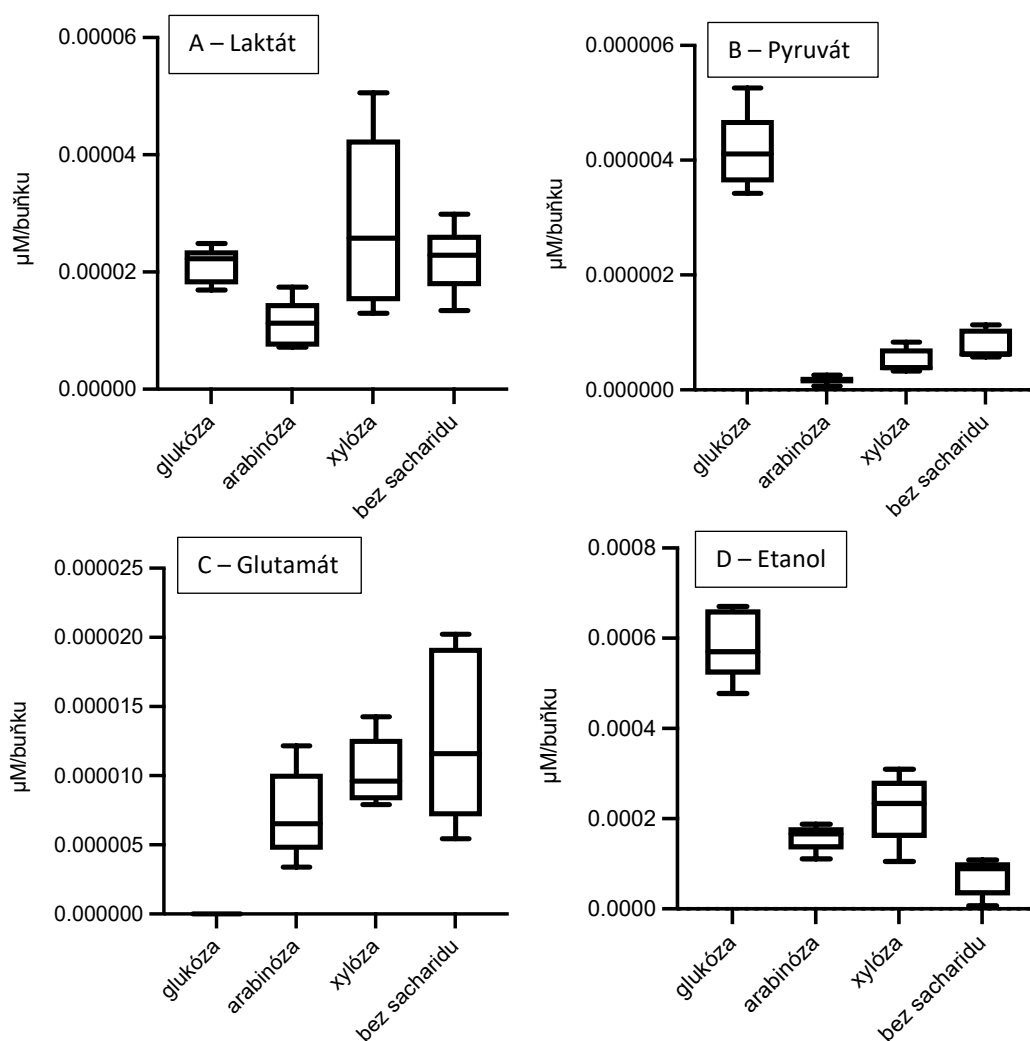 A – Laktát
0.00006
0.00004
0.00002
0.00000
µM/buňku
glukóza
arabinóza
xylóza
bez sacharidu
B – Pyruvát
0.000006
0.000004
0.000002
0.000000
µM/buňku
glukóza
arabinóza
xylóza
bez sacharidu
C – Glutamát
0.000025
0.000020
0.000015
0.000010
0.000005
0.000000
µM/buňku
glukóza
arabinóza
xylóza
bez sacharidu
D – Etanol
0.0008
0.0006
0.0004
0.0002
0.0000
µM/buňku
glukóza
arabinóza
xylóza
bez sacharidu